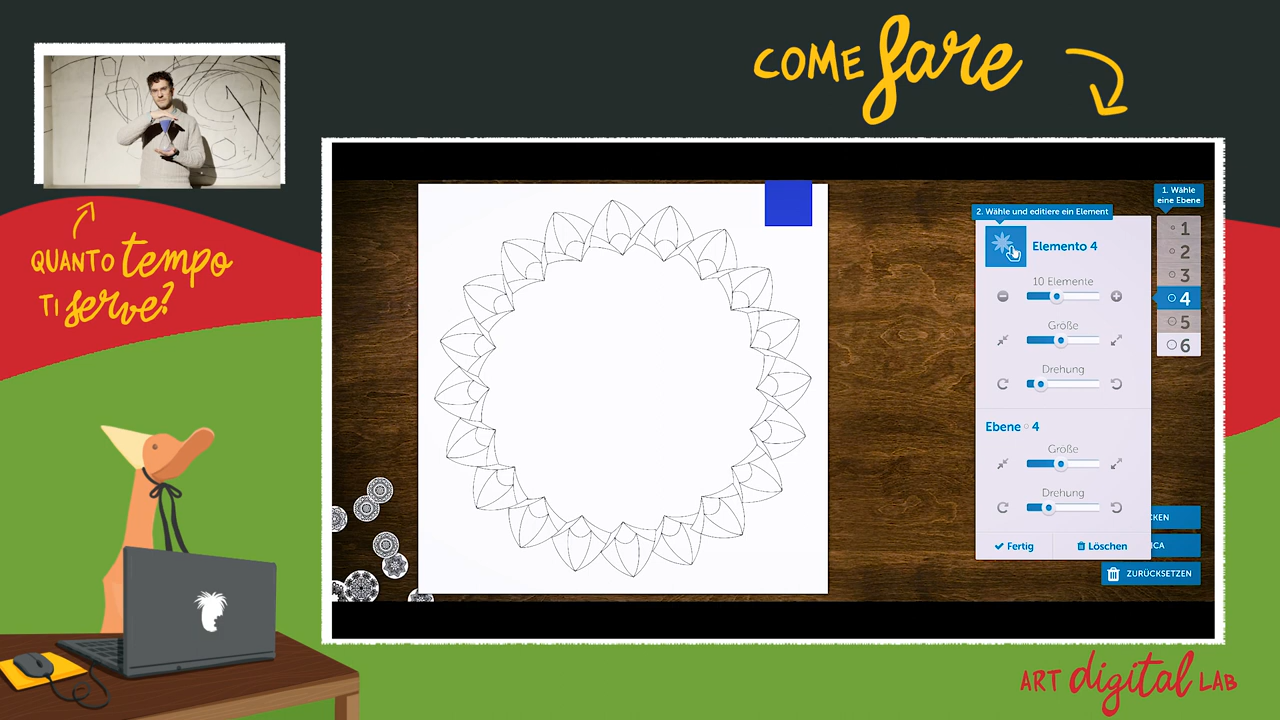 COME fare
QUANTO tempo
TI serve?
1. Wähle
eine Ebene
2. Wähle und editiere ein Element
Elemento 4
10 Elemente
Größe
Drehung
Ebene 4
Größe
Drehung
Fertig
Löschen
1
2
3
4
5
6
CKEN
ICA
ZURÜCKSETZEN
ART digital LAB